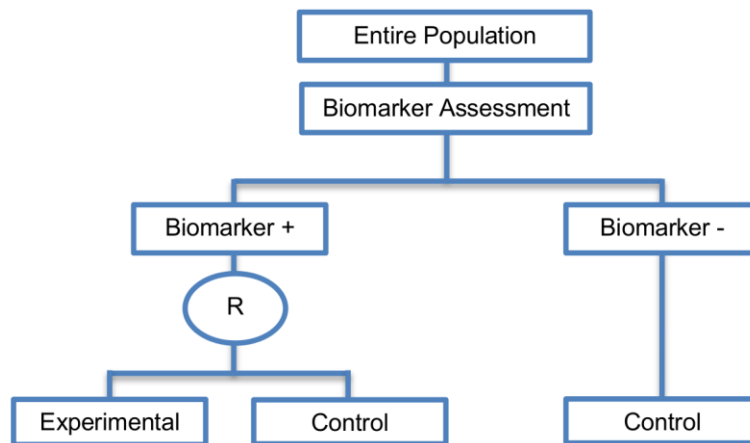 Entire Population
Biomarker Assessment
Biomarker +
Biomarker -
R
Experimental
Control
Control